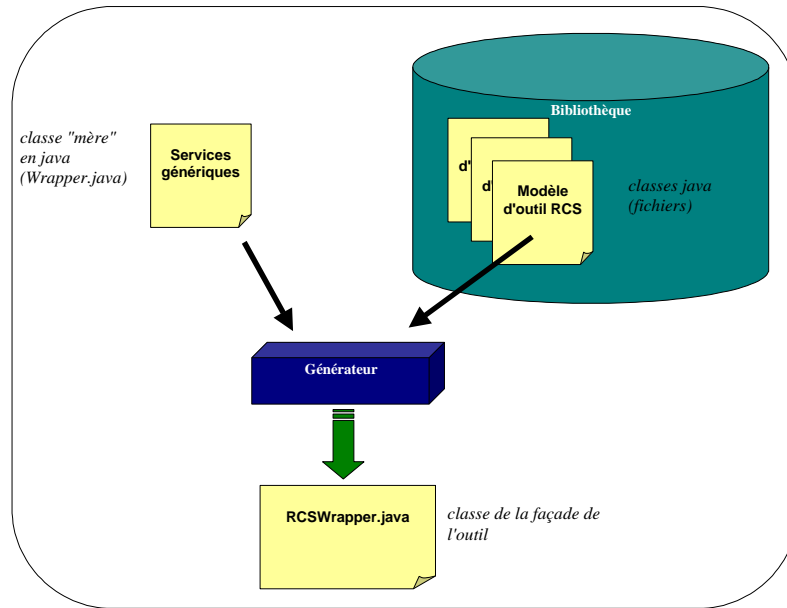 Bibliothèque
classe "mère"
en java
(Wrapper.java)
Services
génériques
d'
d'
Modèle
d'outil RCS
classes java
(fichiers)
Générateur
RCSWrapper.java
classe de la façade de
l'outil